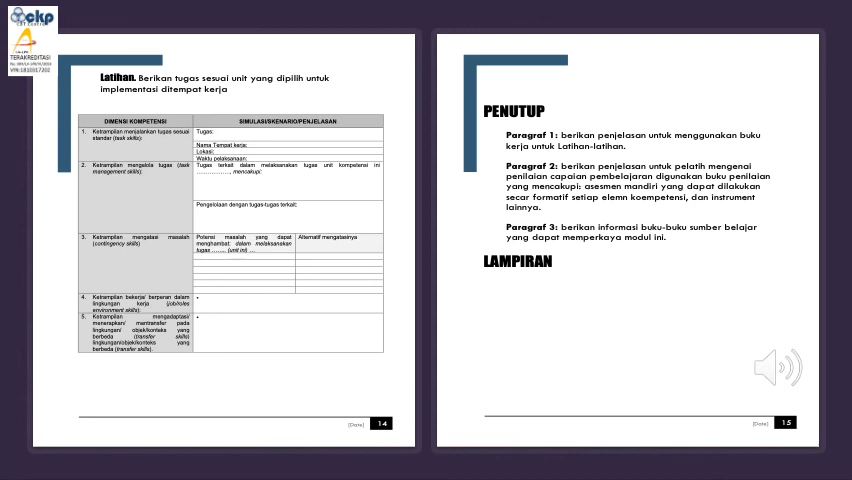 ckp
CBT Centre
LA-LPK
TERAKREDITASI
VIN:1810317202
Latihan. Berikan tugas sesuai unit yang dipilih untuk
implementasi ditempat kerja
DIMENSI KOMPETENSI
SIMULASI/SKENARIO/PENJELASAN
1. Ketrampilan menjalankan tugas sesuai
standar (task skills):
Tugas:
Nama Tempat kerja:
Lokasi:
Waktu pelaksanaan:
2. Ketrampilan mengelola tugas (task
management skills):
Tugas terkait dalam melaksanakan tugas unit kompetensi ini
................, mencakup:
Pengelolaan dengan tugas-tugas terkait:
3. Ketrampilan mengatasi masalah
(contingency skills)
Potensi masalah yang dapat
menghambat: dalam melaksanakan
tugas ....... (unit ini) ...
Alternatif mengatasinya
4. Ketrampilan bekerja/ berperan dalam
lingkungan kerja (job/roles
environment skills):
•
5. Ketrampilan mengadaptasi/
menerapkan/ mentransfer pada
lingkungan/ objek/konteks yang
berbeda (transfer skills)
lingkungan/objek/konteks yang
berbeda (transfer skills).
•
[Date] 14
PENUTUP
Paragraf 1: berikan penjelasan untuk menggunakan buku
kerja untuk Latihan-latihan.
Paragraf 2: berikan penjelasan untuk pelatih mengenai
penilaian capaian pembelajaran digunakan buku penilaian
yang mencakup: asesmen mandiri yang dapat dilakukan
secar formatif setiap elemn koempetensi, dan instrument
lainnya.
Paragraf 3: berikan informasi buku-buku sumber belajar
yang dapat memperkaya modul ini.
LAMPIRAN
[Date] 15